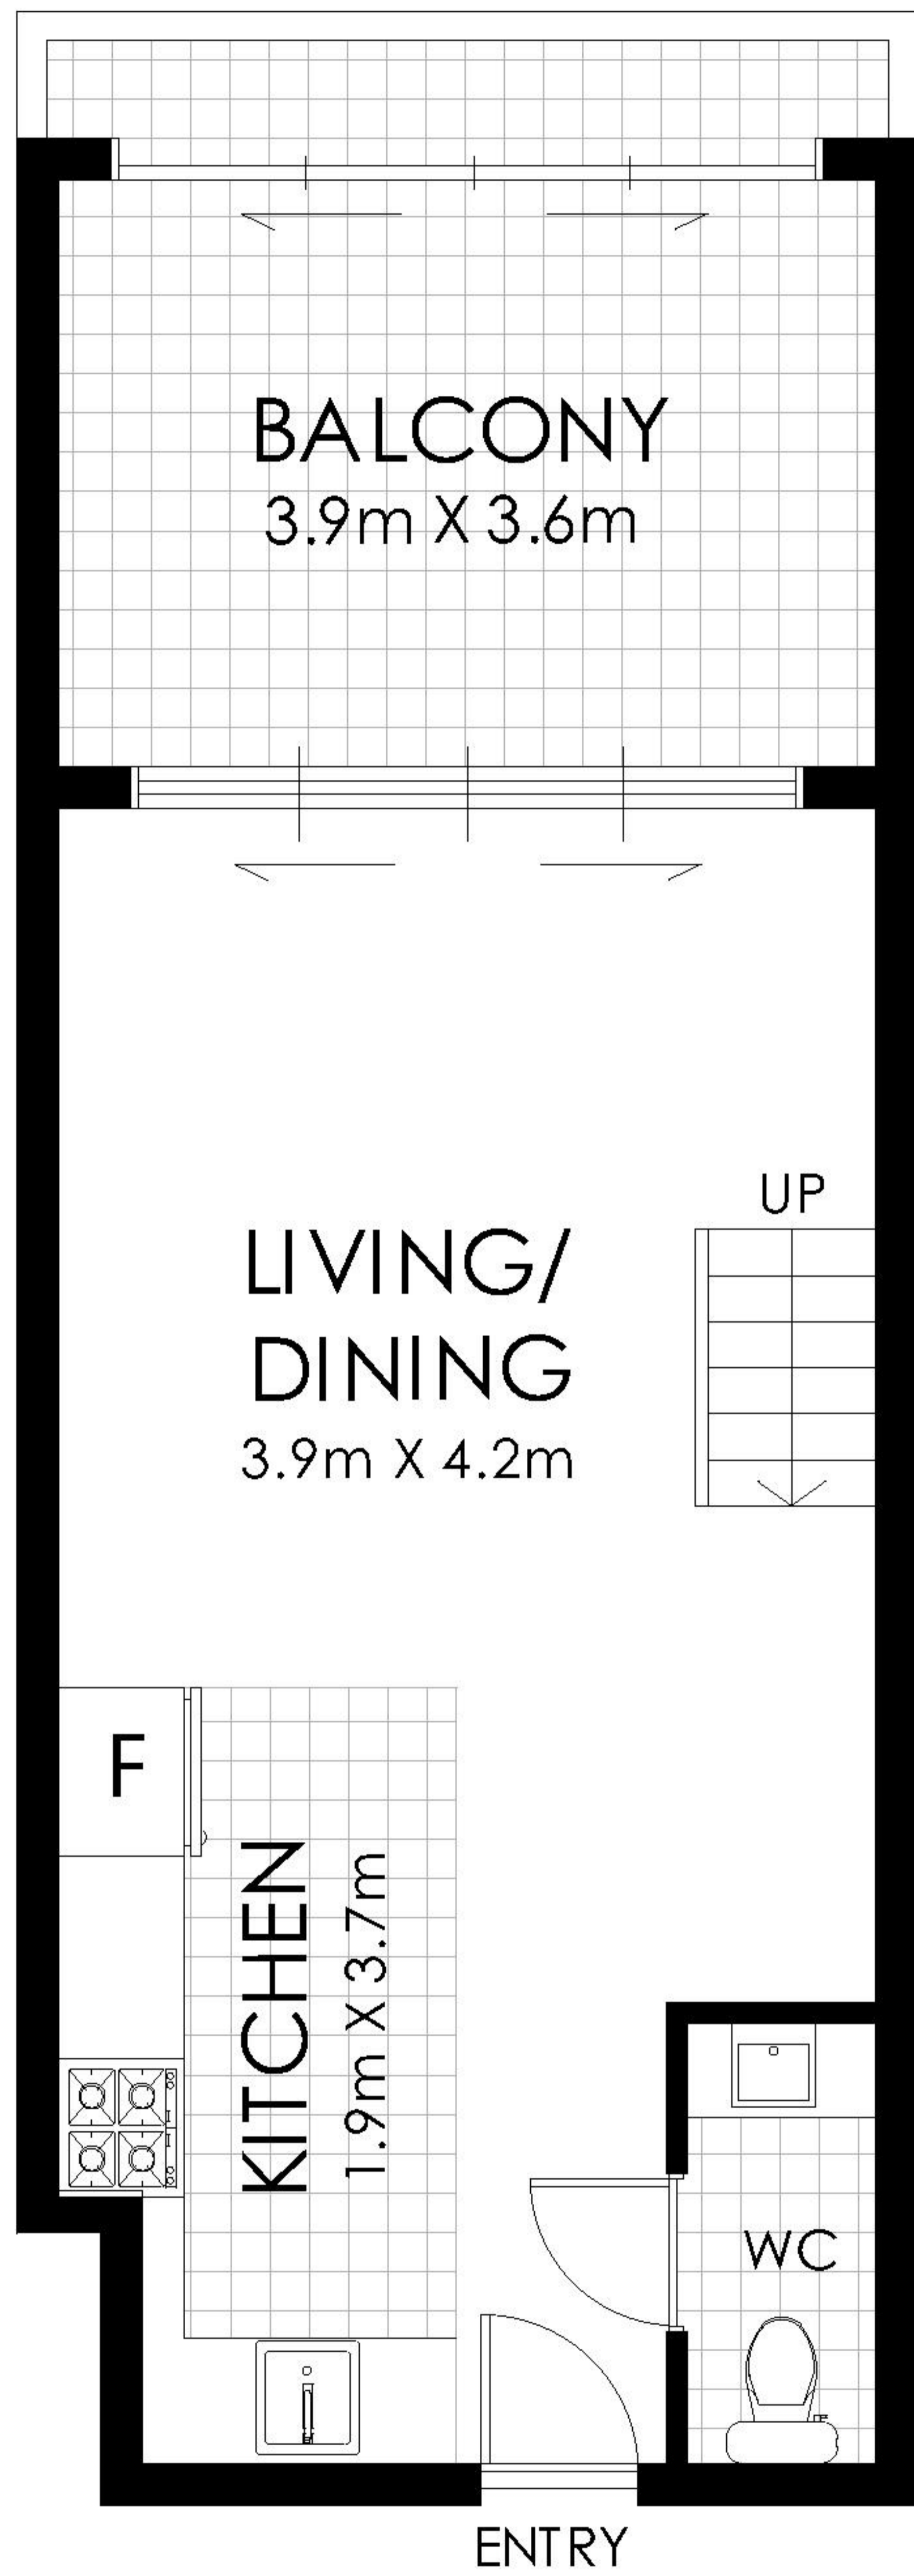 BALCONY
3.9m X 3.6m
UP
LIVING/
DINING
3.9m X 4.2m
F
KITCHEN
1.9m X 3.7m
WC
ENTRY